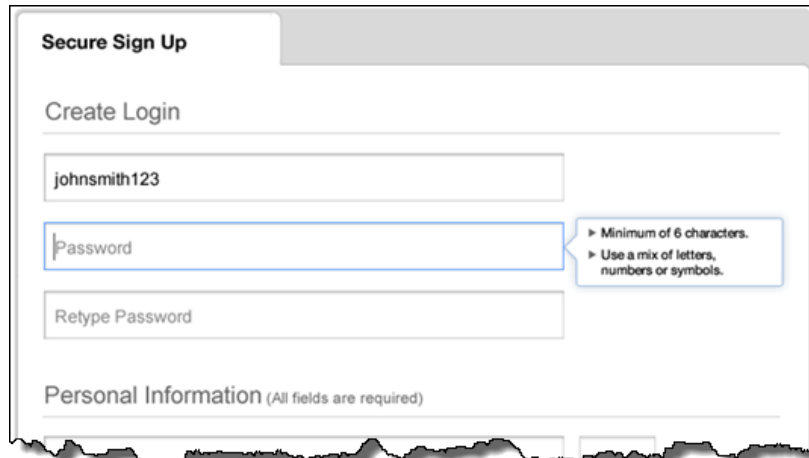 Secure Sign Up
Create Login
johnsmith123
Password
▶ Minimum of 6 characters.
▶ Use a mix of letters,
numbers or symbols.
Retype Password
Personal Information (All fields are required)